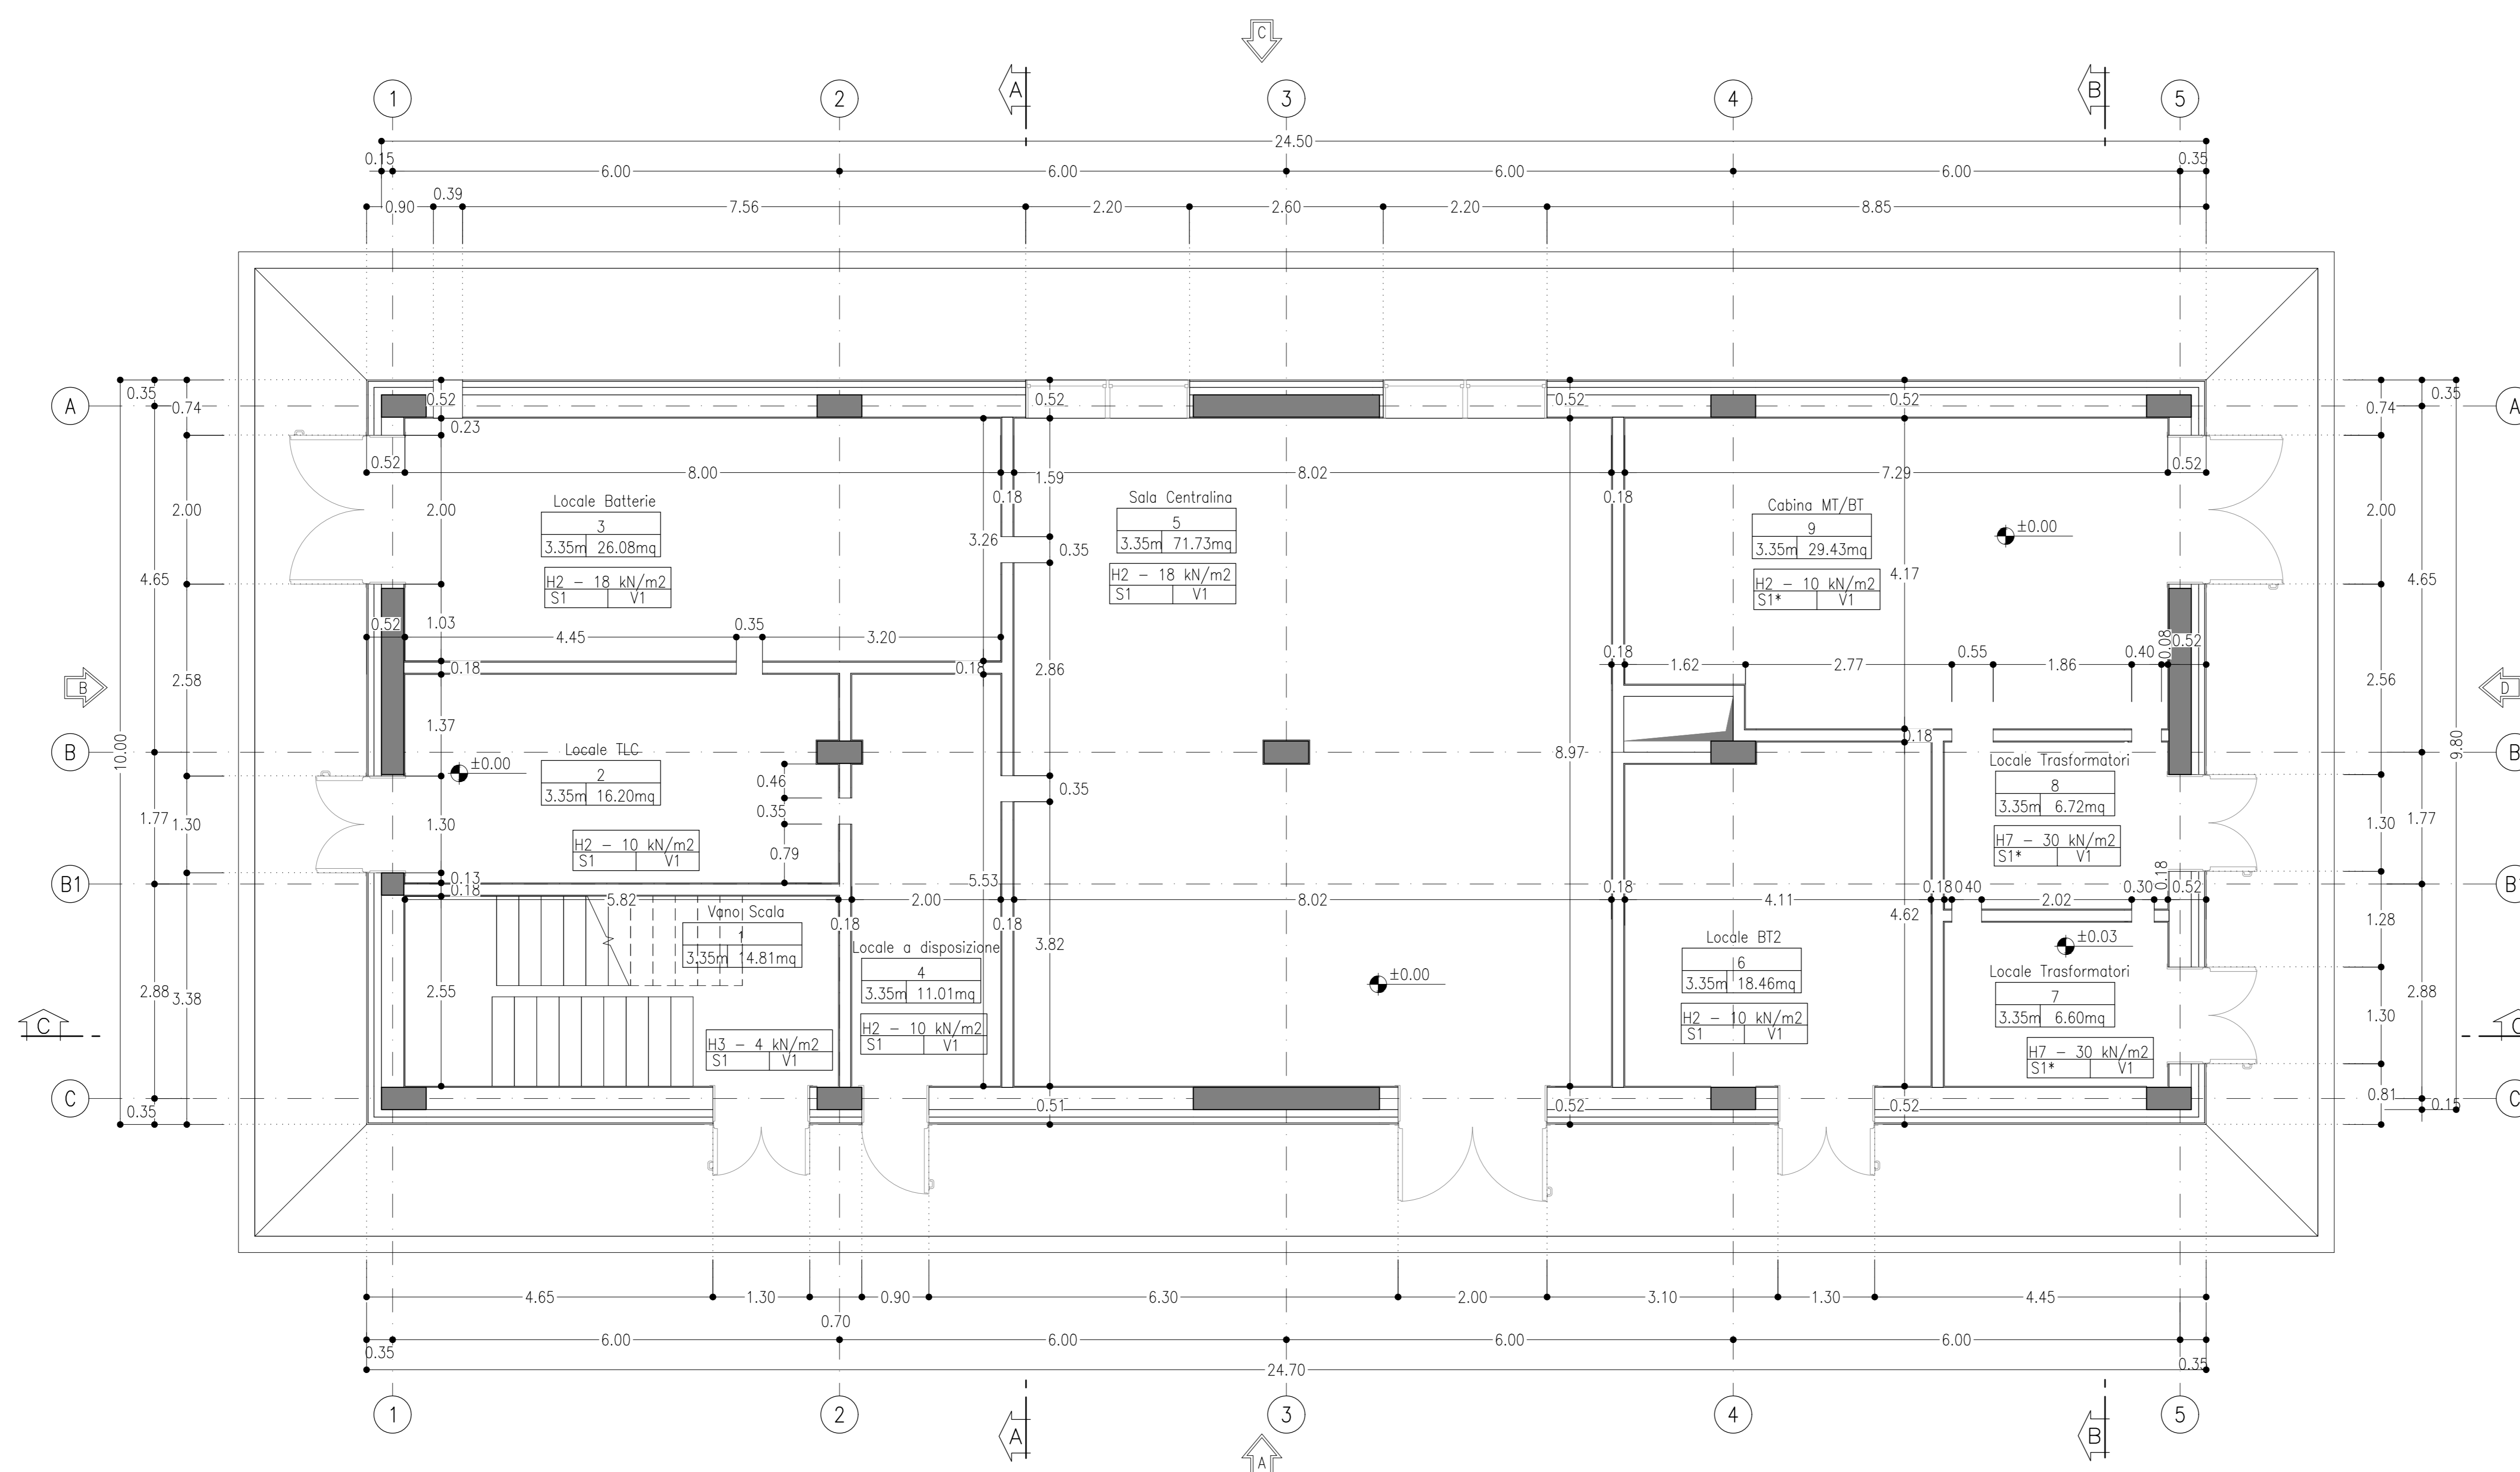 C
1
2
A
3
4
B
5
24.50
0.15
6.00
6.00
6.00
6.00
0.35
0.90
0.39
7.56
2.20
2.60
2.20
8.85
A
0.35
0.74
0.52
0.52
0.52
0.52
0.74
0.35
A
0.23
0.52
8.00
0.18
1.59
8.02
0.18
7.29
0.52
Locale Batterie
3
3.35m 26.08mq
H2 - 18 kN/m2
S1 V1
Sala Centralina
5
3.35m 71.73mq
H2 - 18 kN/m2
S1 V1
Cabina MT/BT
9
3.35m 29.43mq
H2 - 10 kN/m2
S1* V1
±0.00
2.00
2.00
3.26
0.35
4.17
2.00
4.65
4.65
0.52
1.03
4.45
0.35
3.20
0.18
0.18
2.86
0.18
1.62
2.77
0.55
1.86
0.40
0.08
0.52
B
2.58
2.56
D
10.00
1.37
B
8.97
0.18
9.80
B
Locale TLC
2
3.35m 16.20mq
±0.00
H2 - 10 kN/m2
S1 V1
0.46
0.35
0.79
0.35
Locale Trasformatori
8
3.35m 6.72mq
H7 - 30 kN/m2
S1* V1
1.77
1.30
1.30
1.30
1.77
B1
0.13
0.18
5.82
5.53
2.00
0.18
0.18
8.02
0.18
4.11
0.18
0.40
4.62
2.02
0.30
0.18
0.52
1.28
B1
Vano Scala
1
3.35m 14.81mq
H3 - 4 kN/m2
S1 V1
Locale a disposizione
4
3.35m 11.01mq
H2 - 10 kN/m2
S1 V1
3.82
±0.00
Locale BT2
6
3.35m 18.46mq
H2 - 10 kN/m2
S1 V1
±0.03
Locale Trasformatori
7
3.35m 6.60mq
H7 - 30 kN/m2
S1* V1
2.88
3.38
2.55
1.30
2.88
C
C
C
0.35
0.51
0.52
0.52
0.81
0.15
C
4.65
1.30
0.70
0.90
6.30
2.00
3.10
1.30
4.45
0.35
6.00
6.00
6.00
6.00
0.35
24.70
1
2
A
3
4
B
5
A